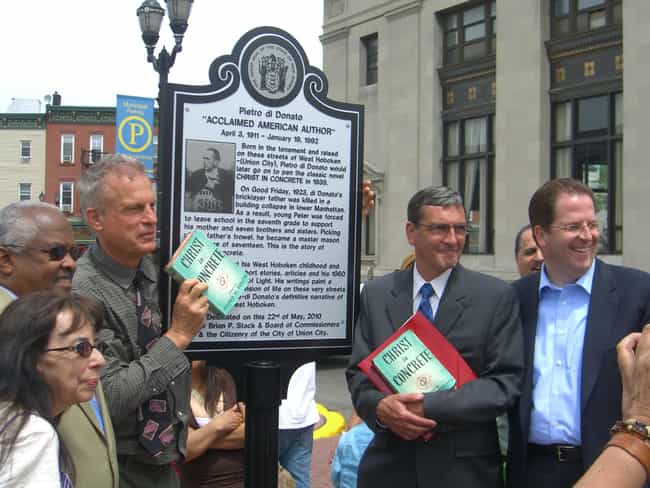 Municipal
Parking
P
Pietro di Donato
"ACCLAIMED AMERICAN AUTHOR"
April 3, 1911 - January 19, 1992
Born in the tenement and raised
on these streets of West Hoboken
(Union City), Pietro di Donato would
later go on to pen the classic novel
CHRIST IN CONCRETE in 1939.
On Good Friday, 1923, di Donato's
bricklayer father was killed in a
building collapse in lower Manhattan.
As a result, young Peter was forced
to leave school in the seventh grade to support
his mother and seven brothers and sisters. Picking
father's trowel, he became a master
of seventeen. This is the story of
his West Hoboken childhood and
short stories, articles and his 1960
of Light. His writings paint a
vision of life on these very streets
di Donato's definitive narrative of
West Hoboken.
Dedicated on this 22nd of May, 2010
Brian P. Stack & Board of Commissioners
& the Citizenry of the City of Union City
CHRIST
in
CONCRETE
CHRIST
in
CONCRETE